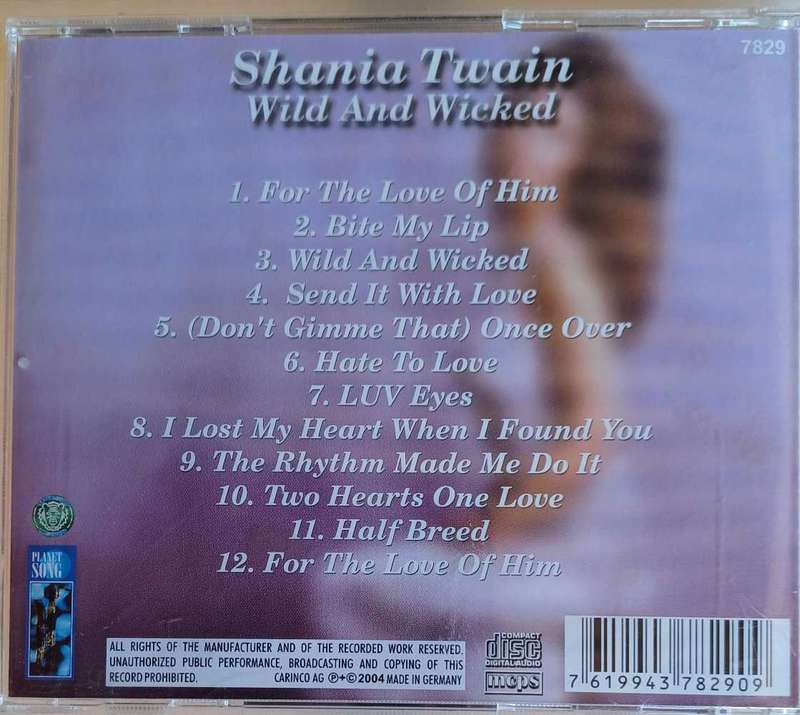 7829
Shania Twain
Wild And Wicked
1. For The Love Of Him
2. Bite My Lip
3. Wild And Wicked
4. Send It With Love
5. (Don't Gimme That) Once Over
6. Hate To Love
7. LUV Eyes
8. I Lost My Heart When I Found You
9. The Rhythm Made Me Do It
10. Two Hearts One Love
11. Half Breed
12. For The Love Of Him
PLANET
SONG
ALL RIGHTS OF THE MANUFACTURER AND OF THE RECORDED WORK RESERVED.
UNAUTHORIZED PUBLIC PERFORMANCE, BROADCASTING AND COPYING OF THIS
RECORD PROHIBITED. CARINCO AG ℗+© 2004 MADE IN GERMANY
COMPACT
disc
DIGITAL AUDIO
mcps
7 619943 782909